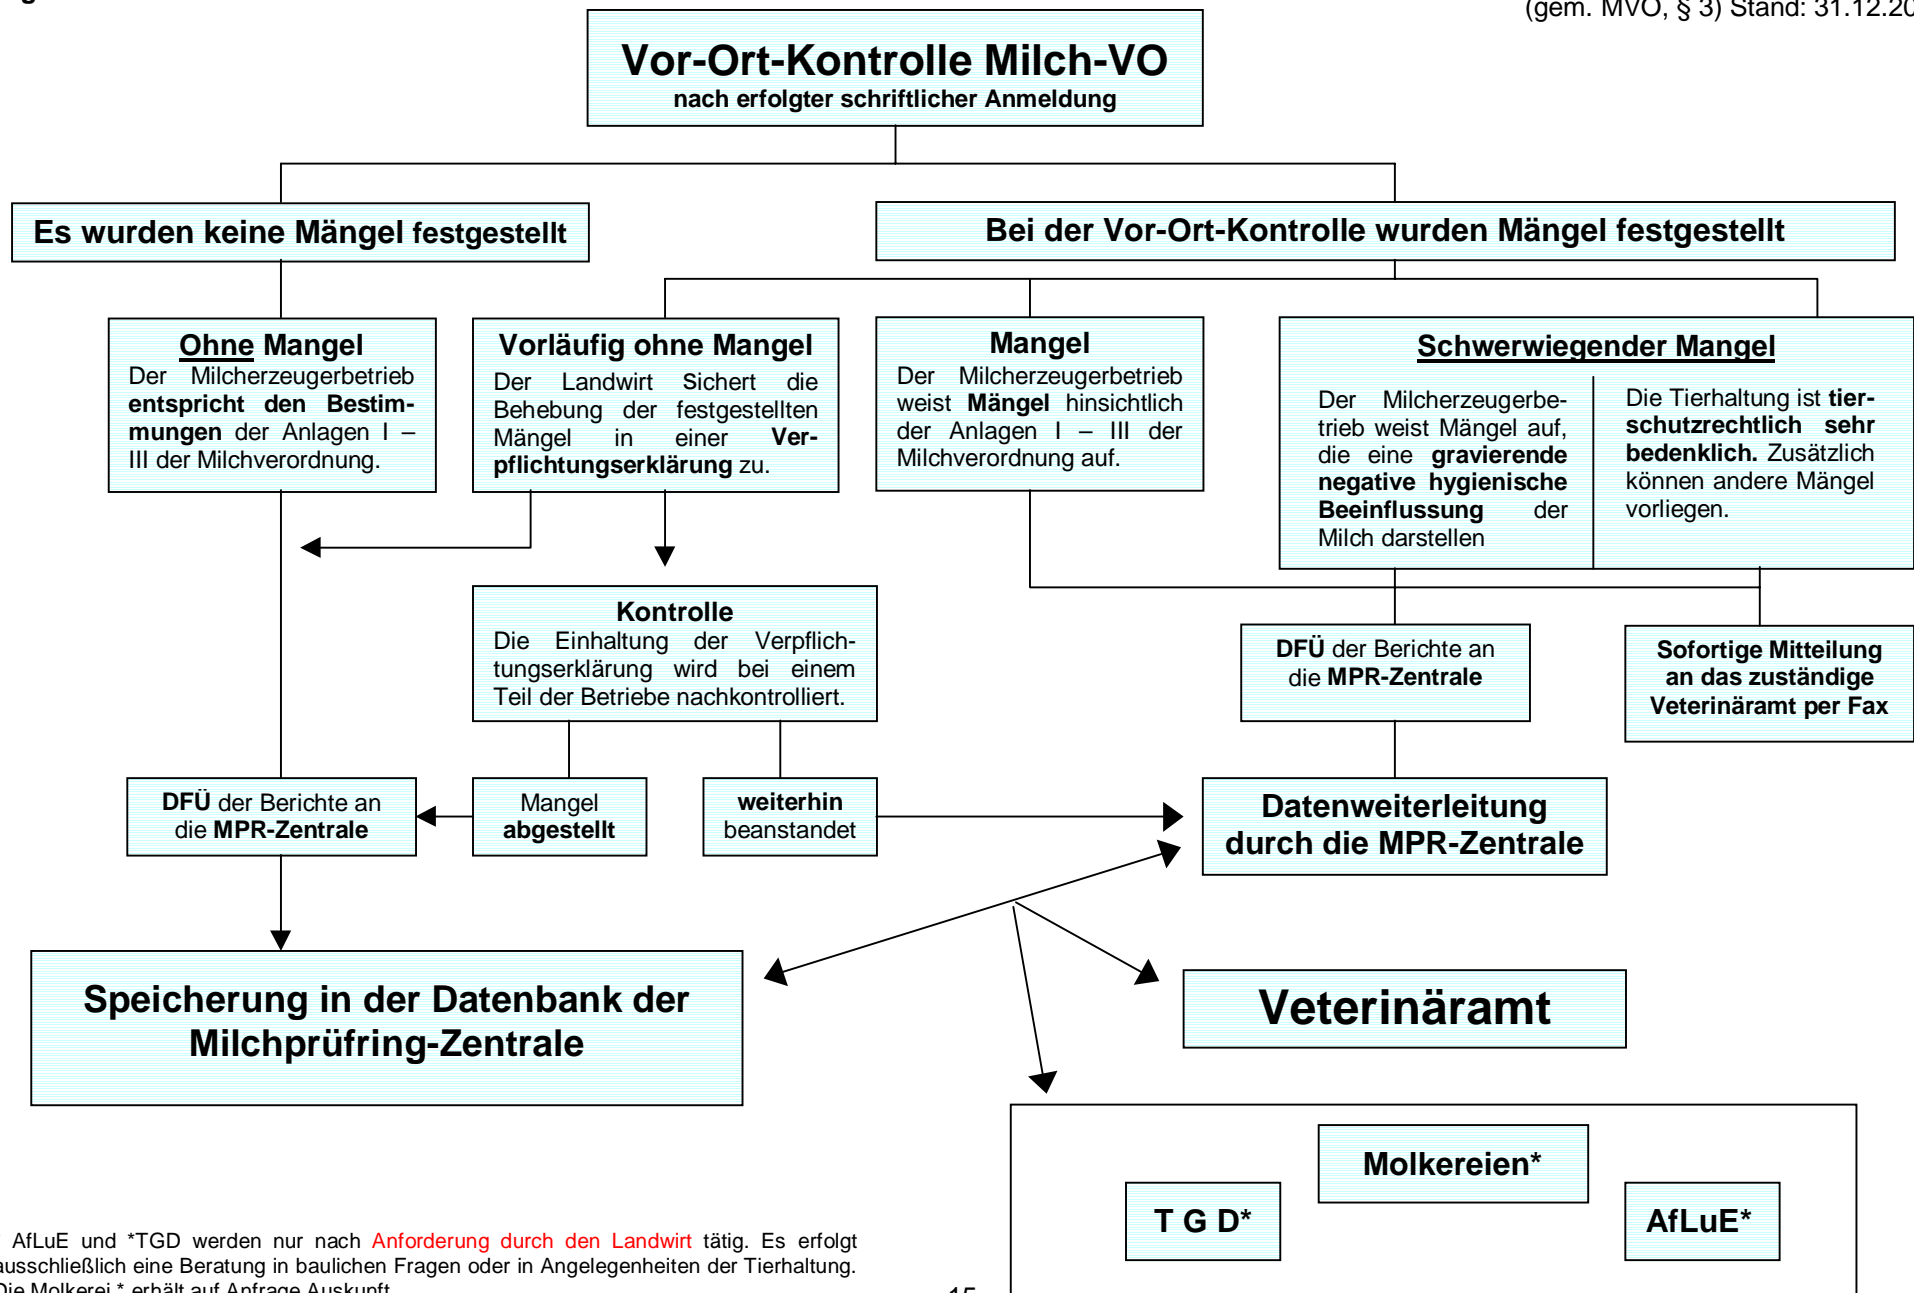 (gem. MVO, § 3) Stand: 31.12.20
Vor-Ort-Kontrolle Milch-VO
nach erfolgter schriftlicher Anmeldung
Es wurden keine Mängel festgestellt
Bei der Vor-Ort-Kontrolle wurden Mängel festgestellt
Ohne Mangel
Der Milcherzeugerbetrieb
entspricht den Bestim-
mungen der Anlagen I –
III der Milchverordnung.
Vorläufig ohne Mangel
Der Landwirt Sichert die
Behebung der festgestellten
Mängel in einer Ver-
pflichtungserklärung zu.
Mangel
Der Milcherzeugerbetrieb
weist Mängel hinsichtlich
der Anlagen I – III der
Milchverordnung auf.
Schwerwiegender Mangel
Der Milcherzeugerbe-
trieb weist Mängel auf,
die eine gravierende
negative hygienische
Beeinflussung der
Milch darstellen
Die Tierhaltung ist tier-
schutzrechtlich sehr
bedenklich. Zusätzlich
können andere Mängel
vorliegen.
Kontrolle
Die Einhaltung der Verpflich-
tungserklärung wird bei einem
Teil der Betriebe nachkontrolliert.
DFÜ der Berichte an
die MPR-Zentrale
Sofortige Mitteilung
an das zuständige
Veterinäramt per Fax
DFÜ der Berichte an
die MPR-Zentrale
Mangel
abgestellt
weiterhin
beanstandet
Datenweiterleitung
durch die MPR-Zentrale
Speicherung in der Datenbank der
Milchprüfring-Zentrale
Veterinäramt
Molkereien*
T G D*
AfLuE*
AfLuE und *TGD werden nur nach Anforderung durch den Landwirt tätig. Es erfolgt
ausschließlich eine Beratung in baulichen Fragen oder in Angelegenheiten der Tierhaltung.
Die Molkerei * erhält auf Anfrage Auskunft
15